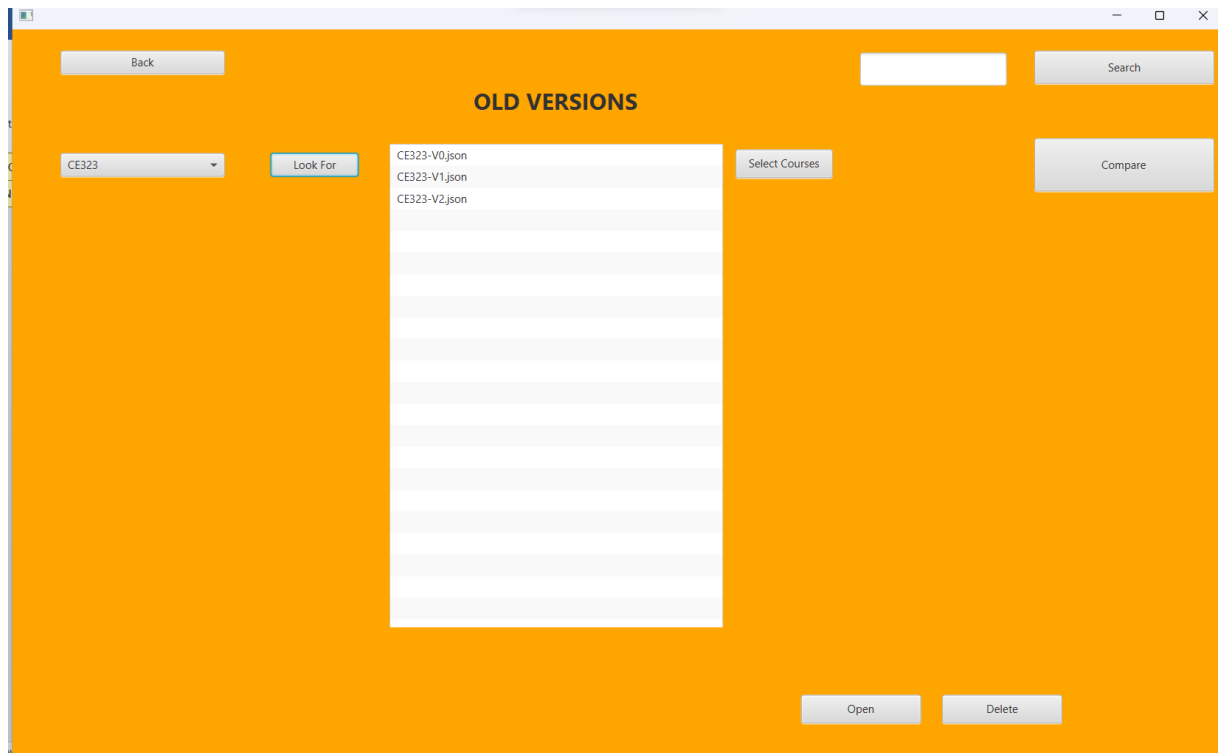 Back
Search
OLD VERSIONS
CE323
Look For
CE323-V0.json
CE323-V1.json
CE323-V2.json
Select Courses
Compare
Open
Delete